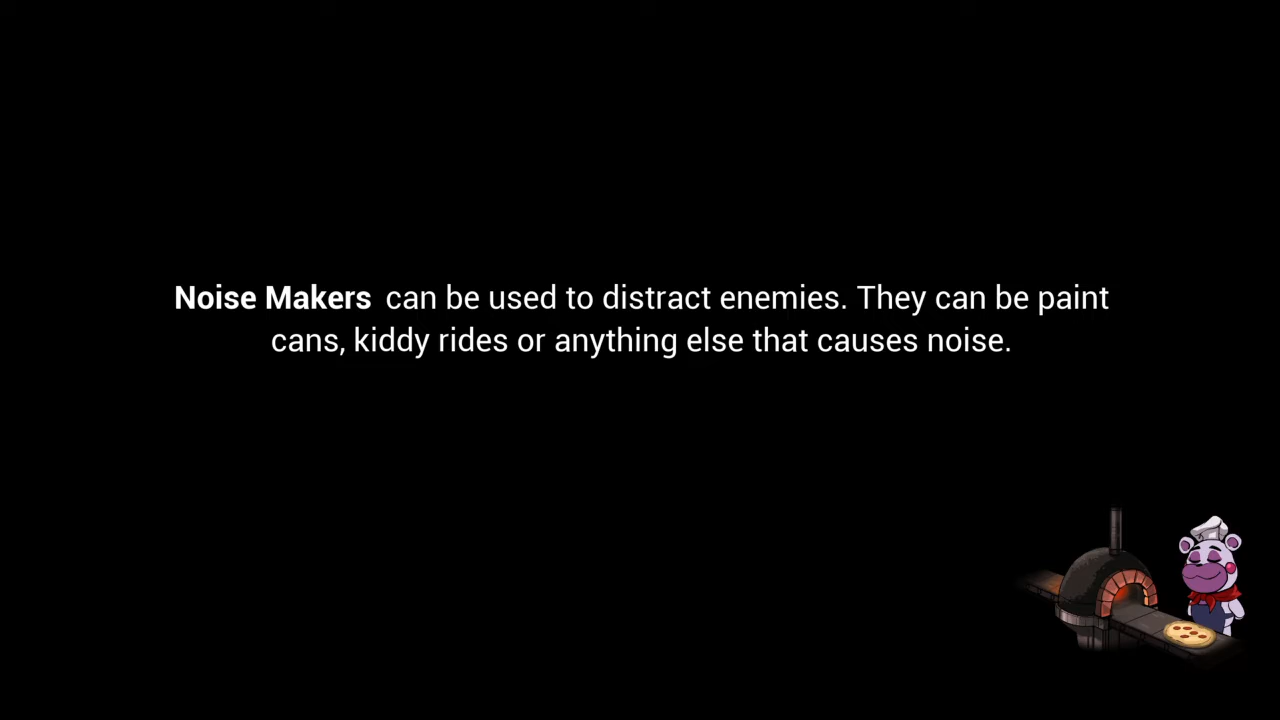 Noise Makers can be used to distract enemies. They can be paint
cans, kiddy rides or anything else that causes noise.